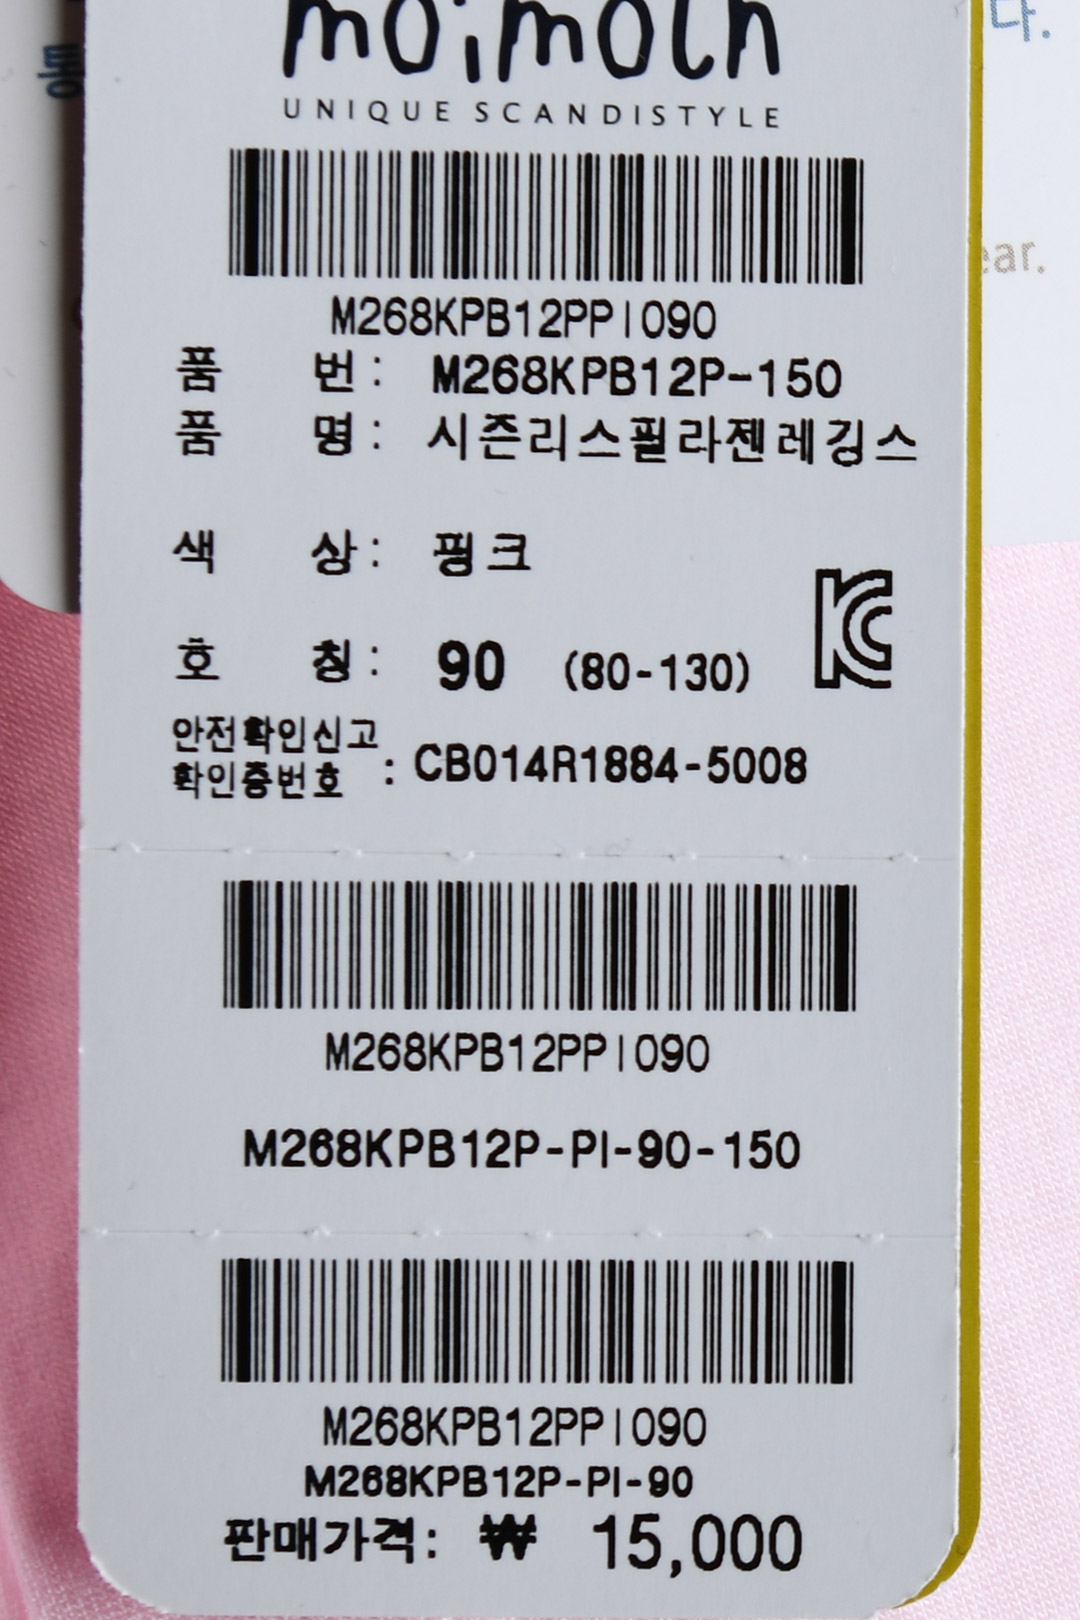 moimoln
UNIQUE SCANDISTYLE
M268KPB12PPI090
품 번 : M268KPB12P-150
품 명 : 시즌리스필라젠레깅스
색 상 : 핑크
호 칭 : 90 (80-130)
안전확인신고
확인증번호 : CB014R1884-5008
M268KPB12PPI090
M268KPB12P-PI-90-150
M268KPB12PPI090
M268KPB12P-PI-90
판매가격: ₩ 15,000
통
다.
ear.